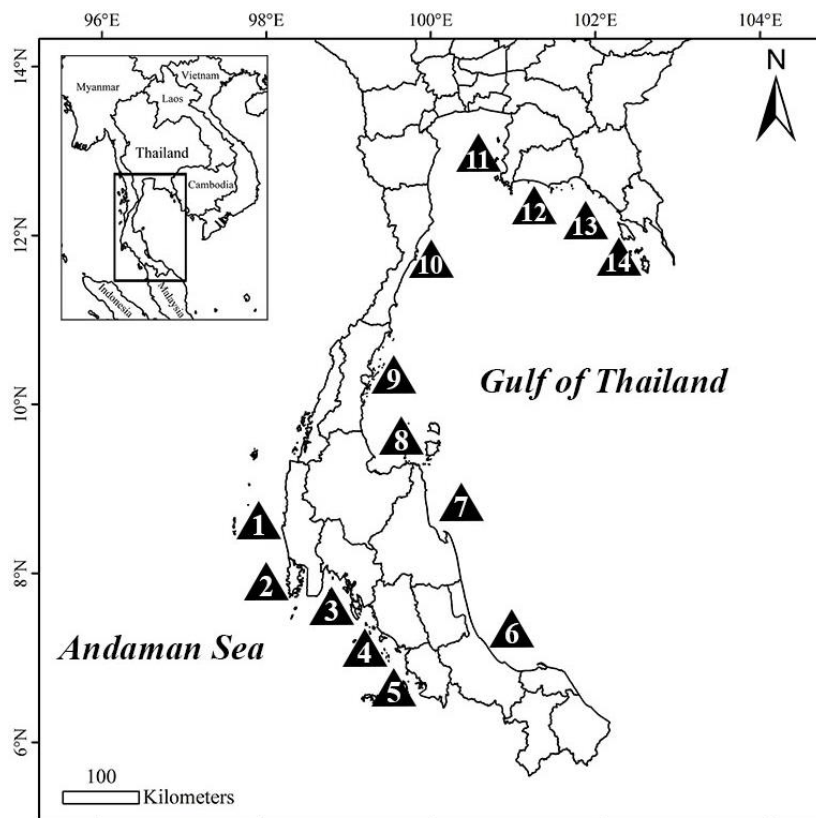 96°E 98°E 100°E 102°E 104°E
14°N
12°N
10°N
8°N
6°N
N
Myanmar
Vietnam
Laos
Thailand
Cambodia
Indonesia
Malaysia
11
12
13
14
10
9
Gulf of Thailand
8
7
1
2
3
6
Andaman Sea
4
5
100
Kilometers